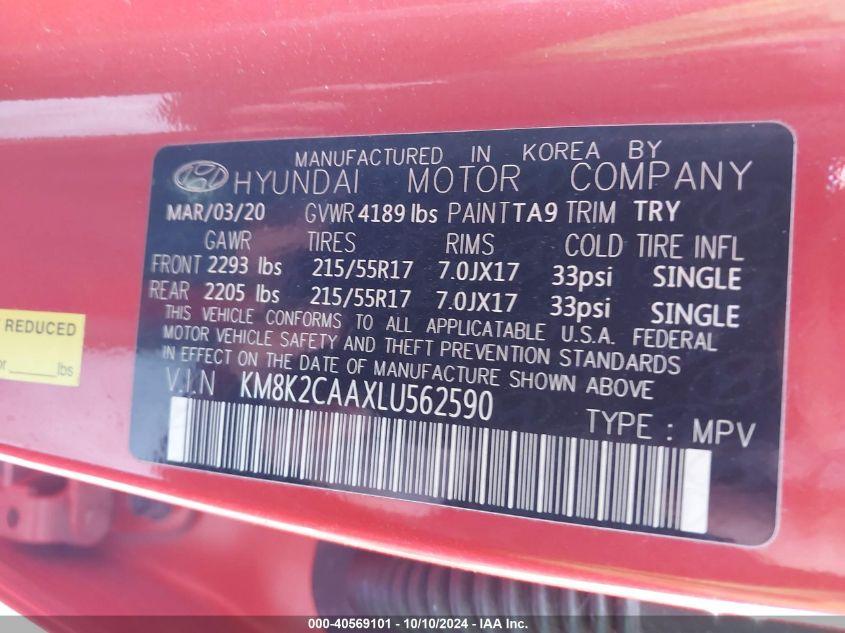 MANUFACTURED IN KOREA BY
HYUNDAI MOTOR COMPANY
MAR/03/20 GVWR 4189 lbs PAINT TA9 TRIM TRY
GAWR TIRES RIMS COLD TIRE INFL
FRONT 2293 lbs 215/55R17 7.0JX17 33psi SINGLE
REAR 2205 lbs 215/55R17 7.0JX17 33psi SINGLE
THIS VEHICLE CONFORMS TO ALL APPLICATABLE U.S.A. FEDERAL
MOTOR VEHICLE SAFETY AND THEFT PREVENTION STANDARDS
IN EFFECT ON THE DATE OF MANUFACTURE SHOWN ABOVE
V.I.N KM8K2CAAXLU562590
TYPE : MPV
REDUCED
or ______lbs
000-40569101 - 10/10/2024 - IAA Inc.